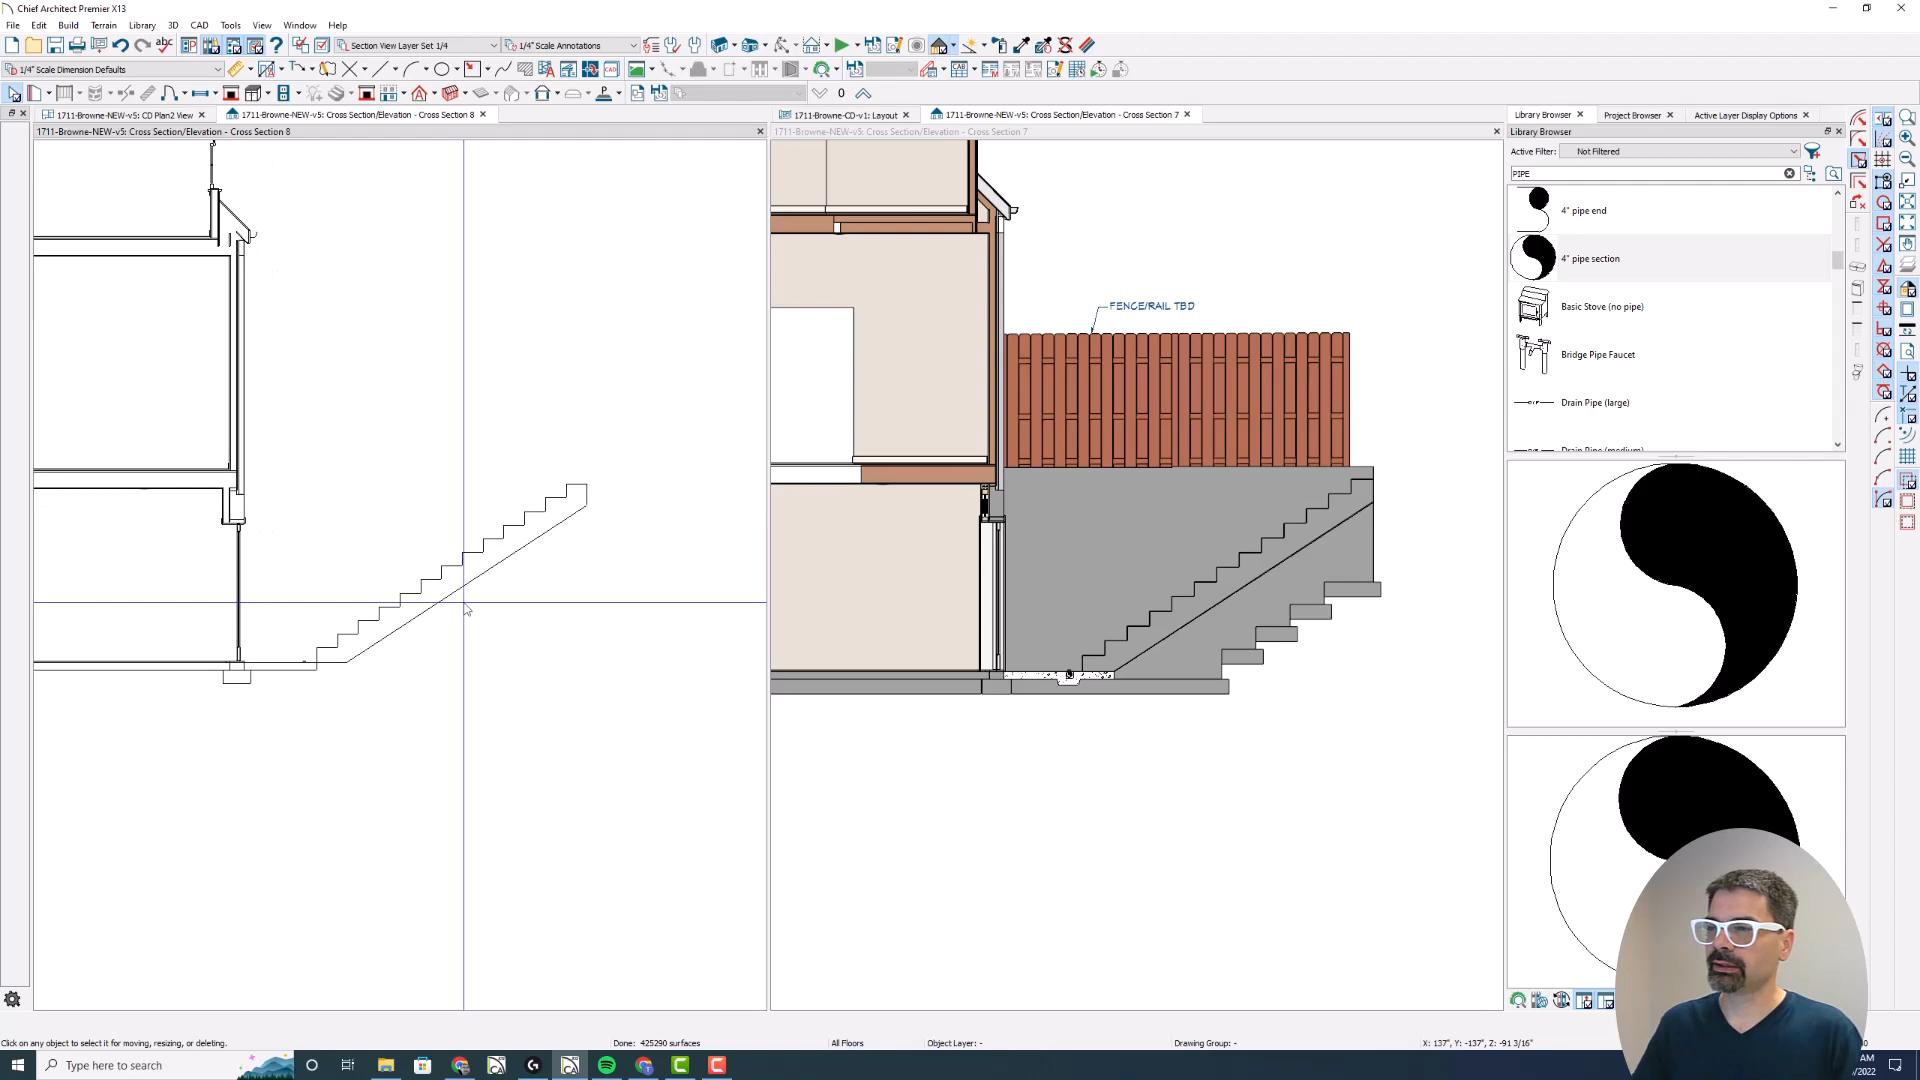 Chief Architect Premier X13
File Edit Build Terrain Library 3D CAD Tools View Window Help
abc Section View Layer Set 1/4 1/4" Scale Annotations
1/4" Scale Dimension Defaults
0
1711-Browne-NEW-v5: CD Plan2 View 1711-Browne-NEW-v5: Cross Section/Elevation - Cross Section 8 1711-Browne-CD-v1: Layout 1711-Browne-NEW-v5: Cross Section/Elevation - Cross Section 7 Library Browser Project Browser Active Layer Display Options
1711-Browne-NEW-v5: Cross Section/Elevation - Cross Section 8
1711-Browne-NEW-v5: Cross Section/Elevation - Cross Section 7
Library Browser
Active Filter: Not Filtered
PIPE
4" pipe end
4" pipe section
Basic Stove (no pipe)
Bridge Pipe Faucet
Drain Pipe (large)
Drain Pipe (medium)
FENCE/RAIL TBD
Click on any object to select it for moving, resizing, or deleting. Done: 425290 surfaces All Floors Object Layer: - Drawing Group: - X: 137", Y: -137", Z: -91 3/16"
Type here to search
AM
/2022